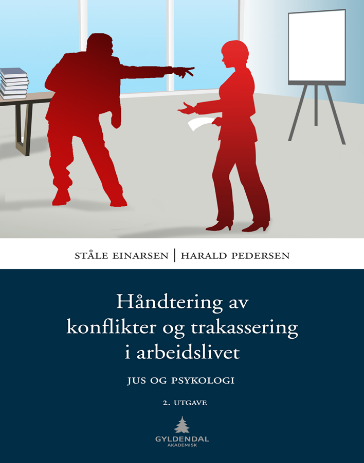 STÅLE EINARSEN | HARALD PEDERSEN
Håndtering av
konflikter og trakassering
i arbeidslivet
JUS OG PSYKOLOGI
2. UTGAVE
GYLDENDAL
AKADEMISK